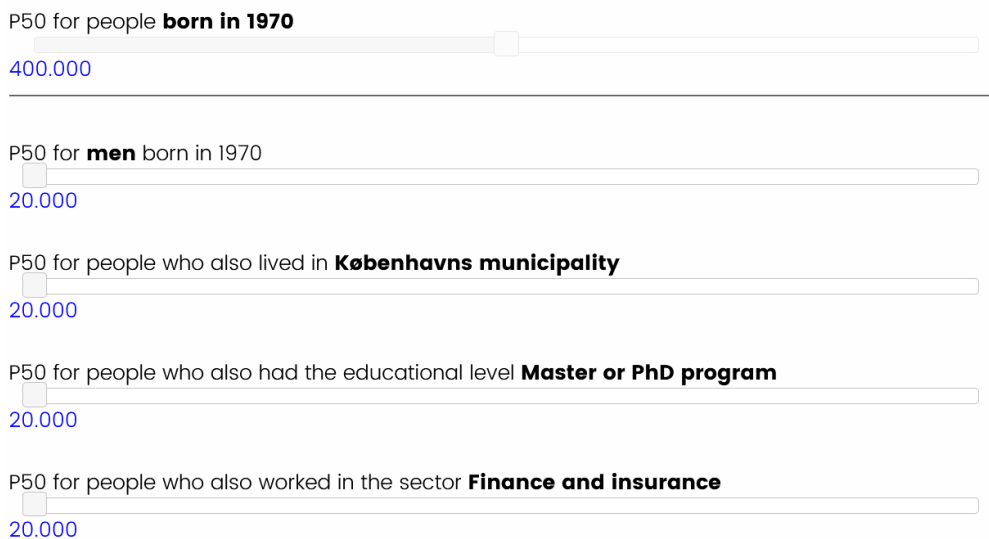 P50 for people born in 1970
400.000
P50 for men born in 1970
20.000
P50 for people who also lived in Københavns municipality
20.000
P50 for people who also had the educational level Master or PhD program
20.000
P50 for people who also worked in the sector Finance and insurance
20.000